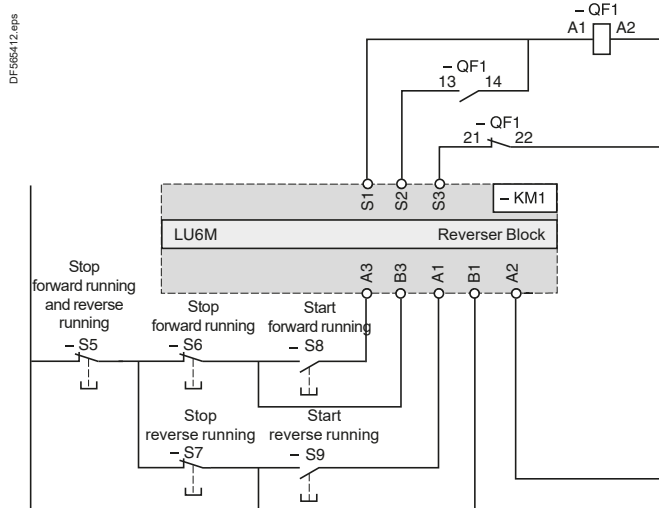 DF565412.eps
– QF1
A1 A2
– QF1
13 14
– QF1
21 22
S1 S2 S3
– KM1
LU6M Reverser Block
A3 B3 A1 B1 A2
Stop
forward running
and reverse
running
– S5
Stop
forward running
– S6
Start
forward running
– S8
Stop
reverse running
– S7
Start
reverse running
– S9